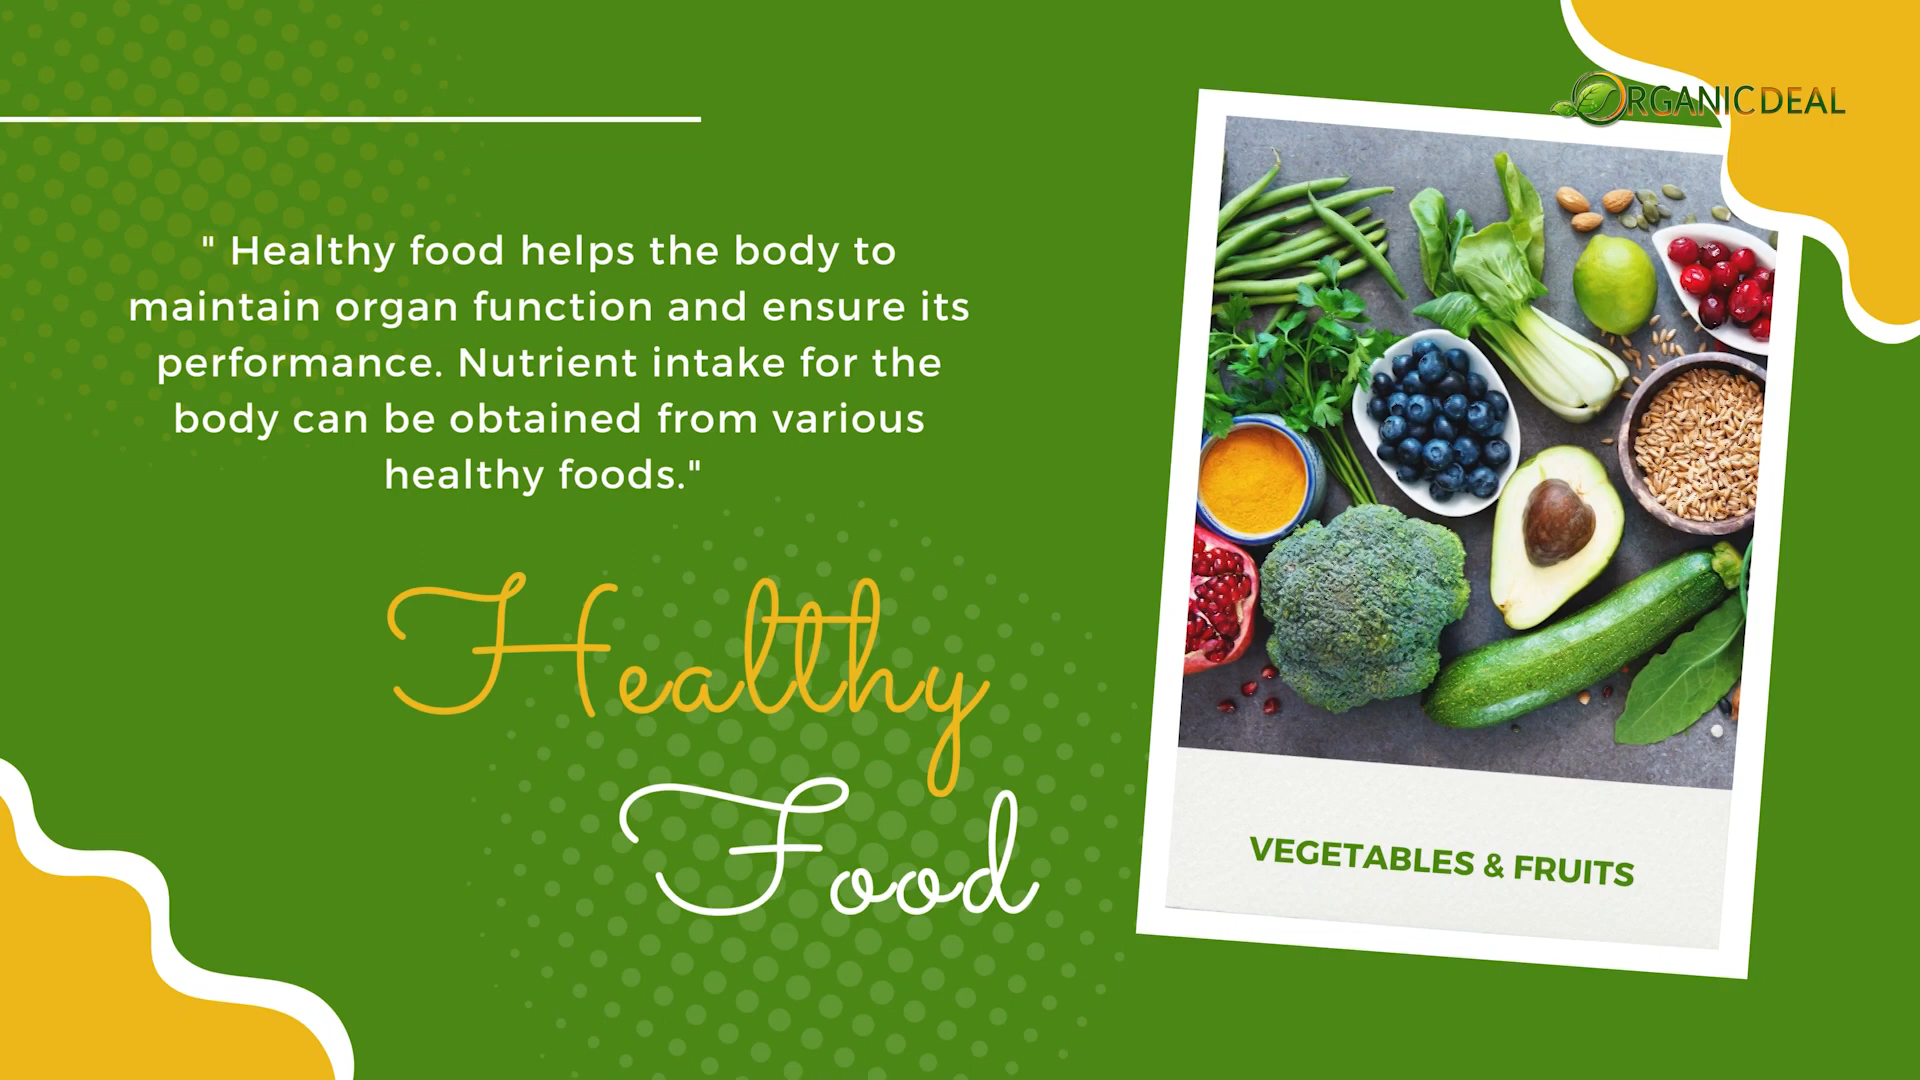 ORGANICDEAL
" Healthy food helps the body to
maintain organ function and ensure its
performance. Nutrient intake for the
body can be obtained from various
healthy foods."
Healthy
Food
VEGETABLES & FRUITS